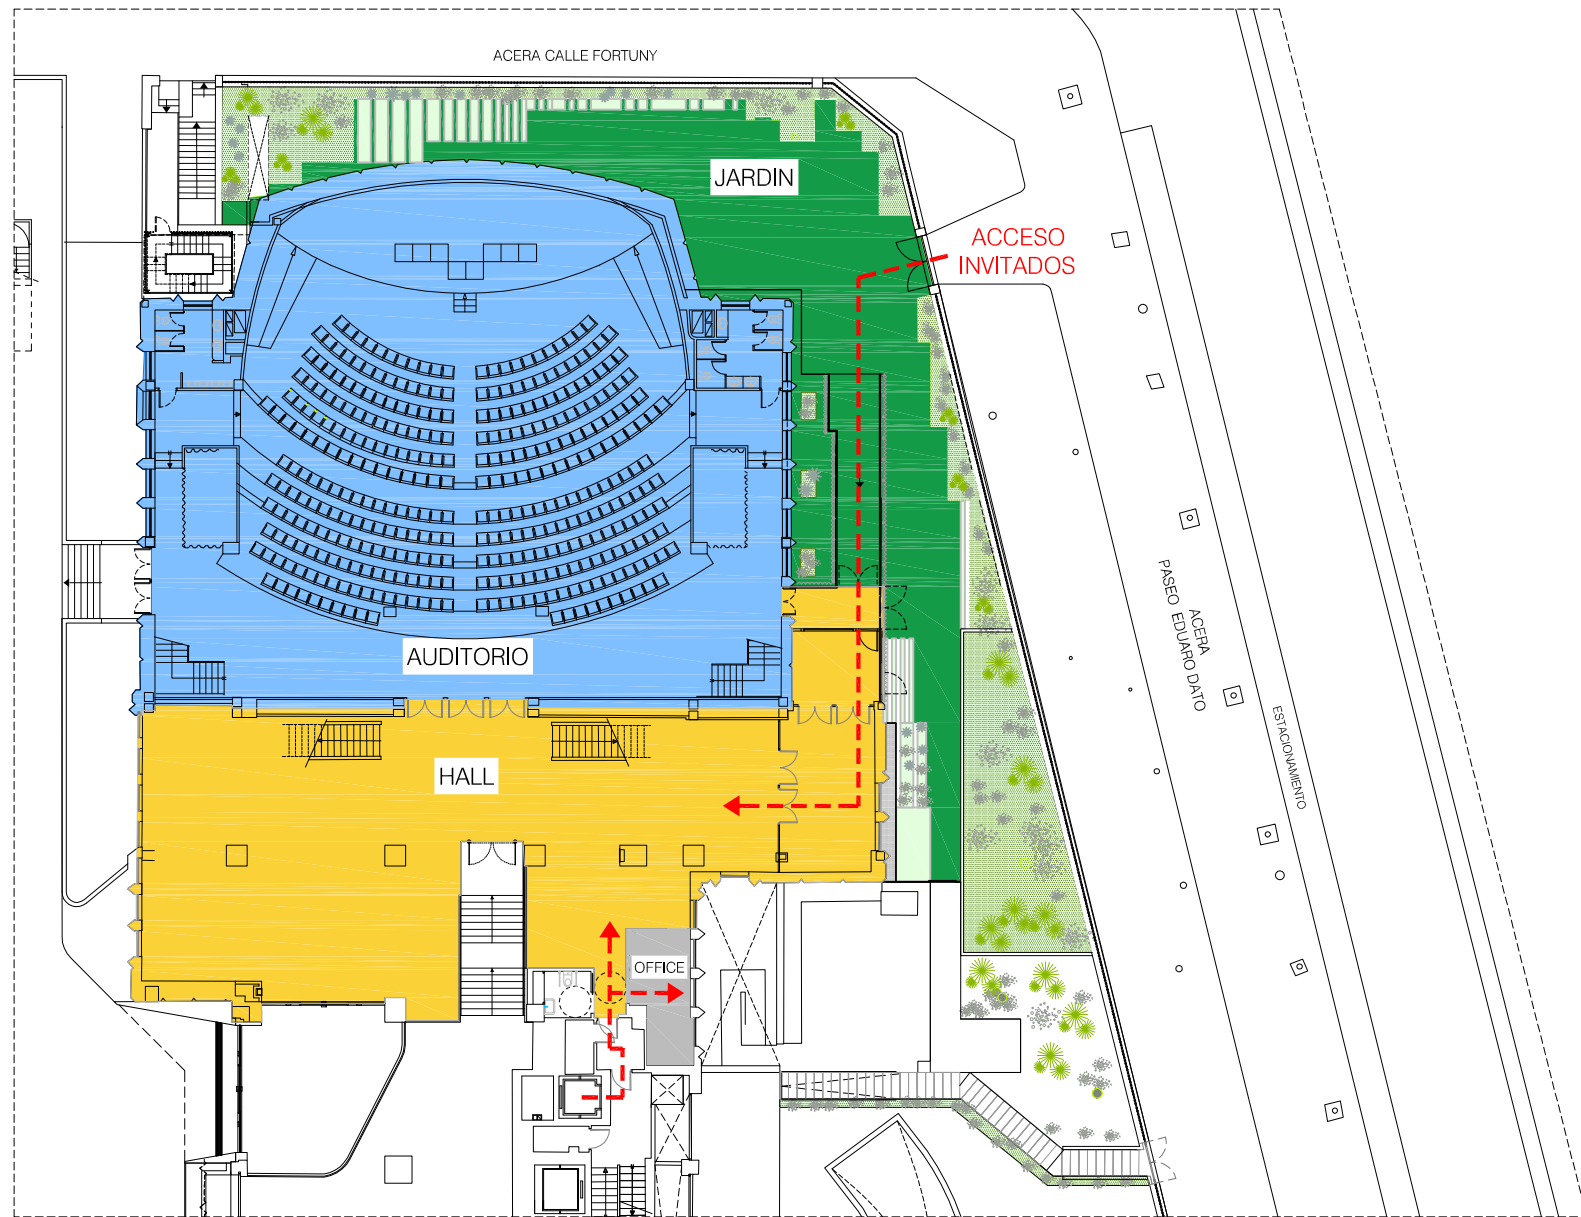 ACERA CALLE FORTUNY
JARDIN
ACCESO
INVITADOS
AUDITORIO
HALL
OFFICE
ACERA
PASEO EDUARO DATO
ESTACIONAMIENTO